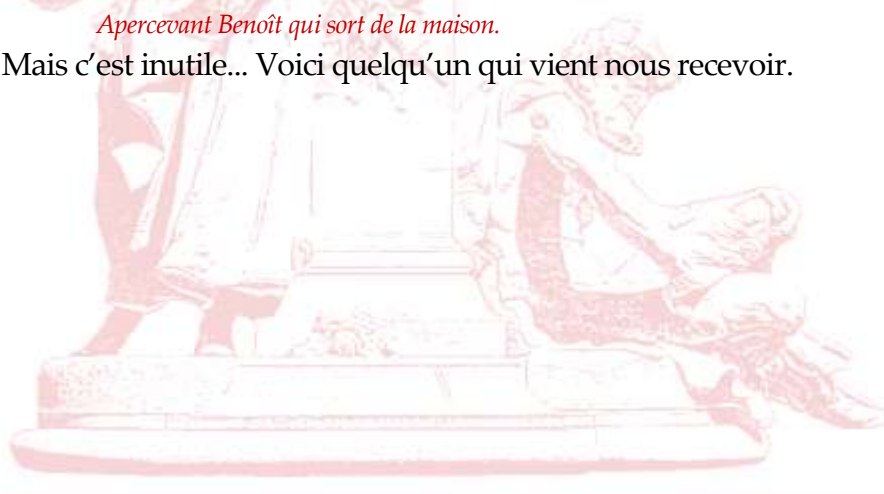 Apercevant Benoît qui sort de la maison.
Mais c’est inutile... Voici quelqu’un qui vient nous recevoir.